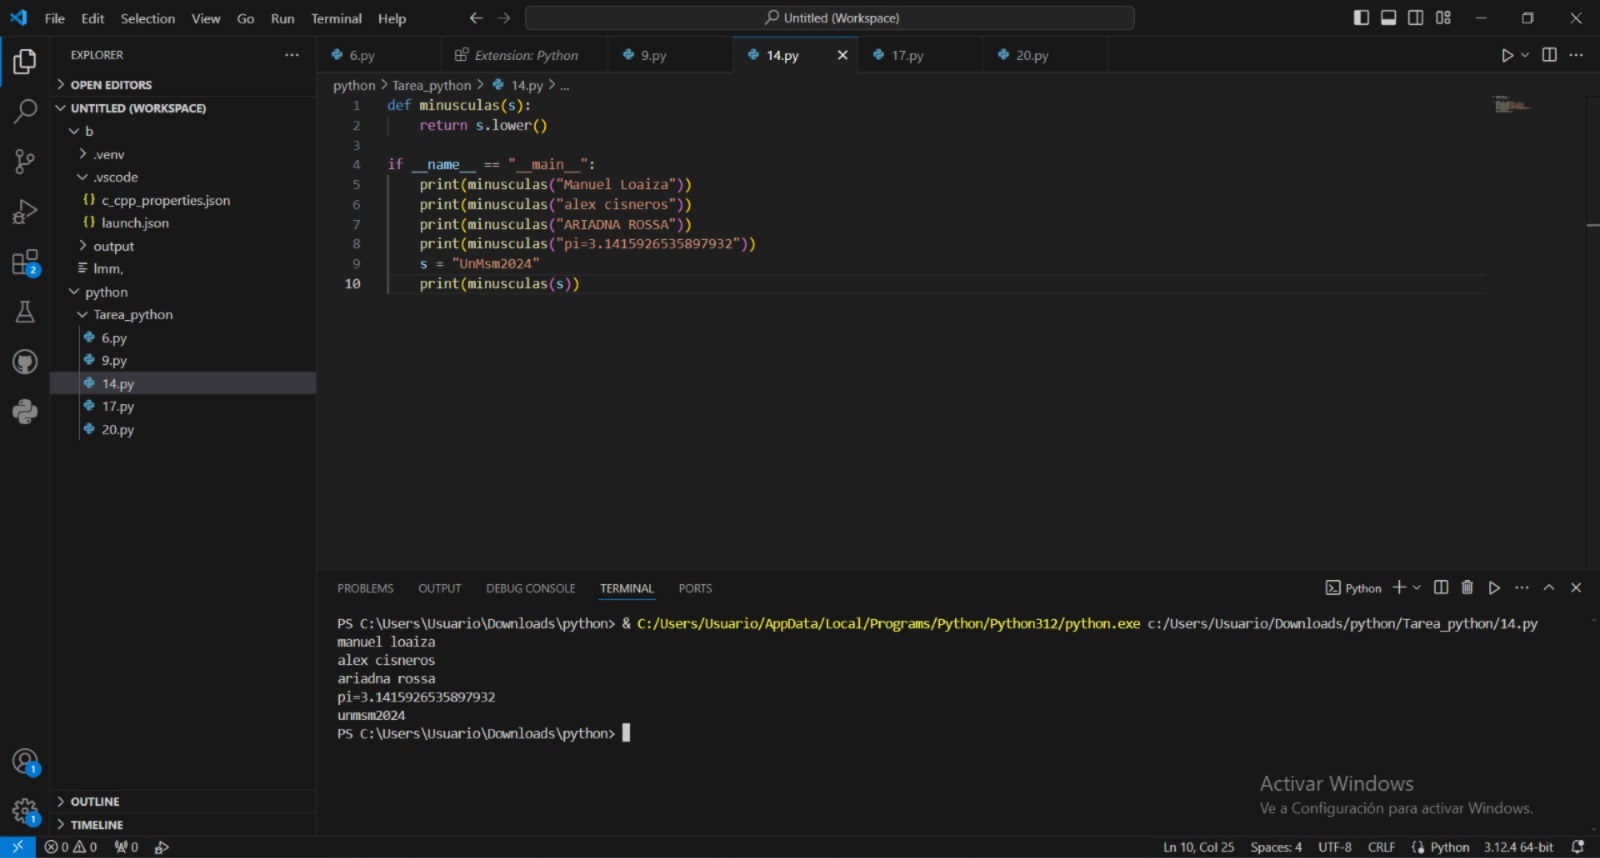 File Edit Selection View Go Run Terminal Help
Untitled (Workspace)
EXPLORER
OPEN EDITORS
UNTITLED (WORKSPACE)
b
.venv
.vscode
{} c_cpp_properties.json
{} launch.json
output
lmm,
python
Tarea_python
6.py
9.py
14.py
17.py
20.py
OUTLINE
TIMELINE
2
1
1
6.py Extension: Python 9.py 14.py 17.py 20.py
python > Tarea_python > 14.py > ...
1 def minusculas(s):
2 return s.lower()
3
4 if __name__ == "__main__":
5 print(minusculas("Manuel Loaiza"))
6 print(minusculas("alex cisneros"))
7 print(minusculas("ARIADNA ROSSA"))
8 print(minusculas("pi=3.1415926535897932"))
9 s = "UnMsm2024"
10 print(minusculas(s))
PROBLEMS OUTPUT DEBUG CONSOLE TERMINAL PORTS
Python
PS C:\Users\Usuario\Downloads\python> & C:/Users/Usuario/AppData/Local/Programs/Python/Python312/python.exe c:/Users/Usuario/Downloads/python/Tarea_python/14.py
manuel loaiza
alex cisneros
ariadna rossa
pi=3.1415926535897932
unmsm2024
PS C:\Users\Usuario\Downloads\python>
Activar Windows
Ve a Configuración para activar Windows.
0 0 0
Ln 10, Col 25 Spaces: 4 UTF-8 CRLF Python 3.12.4 64-bit